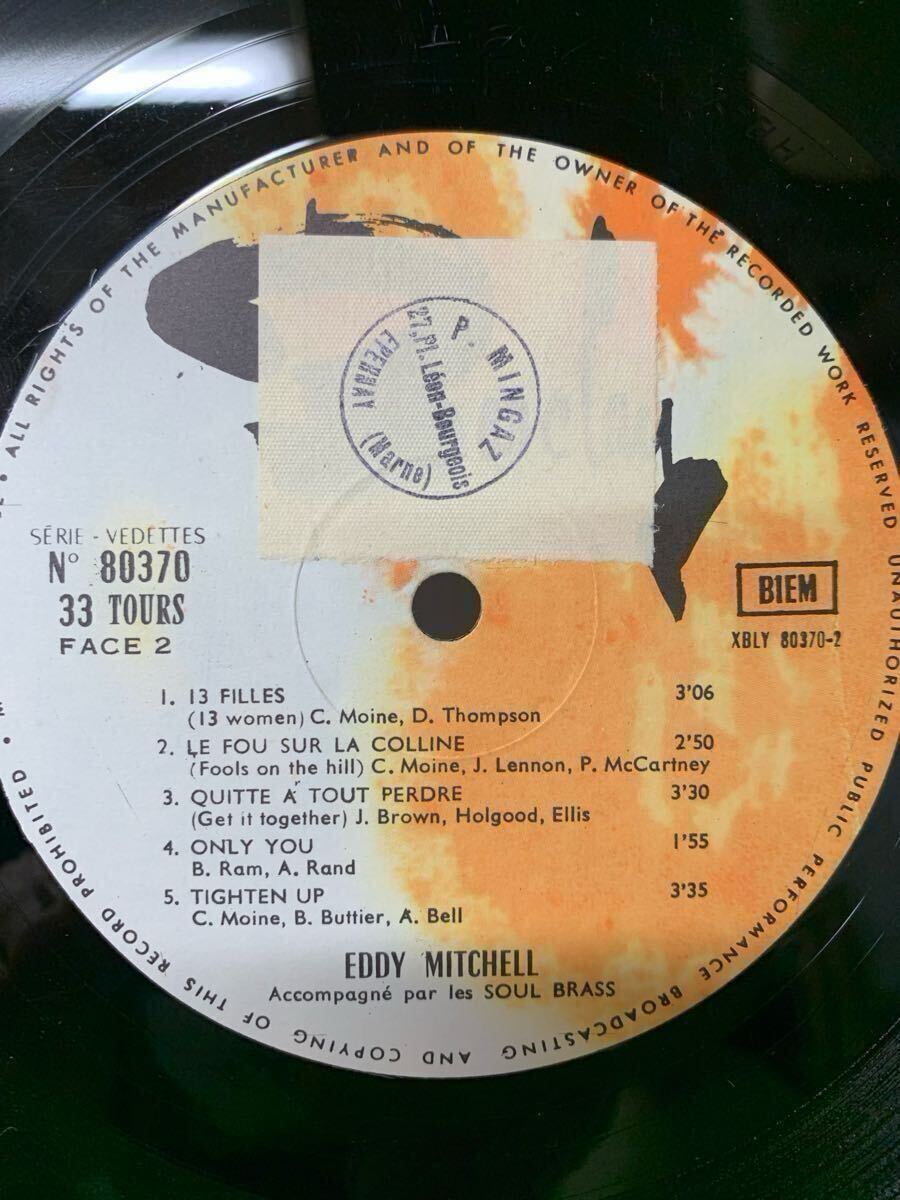 ALL RIGHTS OF THE MANUFACTURER AND OF THE OWNER OF THE RECORDED WORK RESERVED UNAUTHORIZED PUBLIC PERFORMANCE BROADCASTING AND COPYING OF THIS RECORD PROHIBITED
P. MINGAZ
27, Pl. Léon-Bourgeois
EPERNAY (Marne)
SÉRIE - VEDETTES
N° 80370
33 TOURS
FACE 2
BIEM
XBLY 80370-2
1. 13 FILLES 3'06
(13 women) C. Moine, D. Thompson
2. LE FOU SUR LA COLLINE 2'50
(Fools on the hill) C. Moine, J. Lennon, P. McCartney
3. QUITTE A TOUT PERDRE 3'30
(Get it together) J. Brown, Holgood, Ellis
4. ONLY YOU 1'55
B. Ram, A. Rand
5. TIGHTEN UP 3'35
C. Moine, B. Buttier, A. Bell
EDDY MITCHELL
Accompagné par les SOUL BRASS